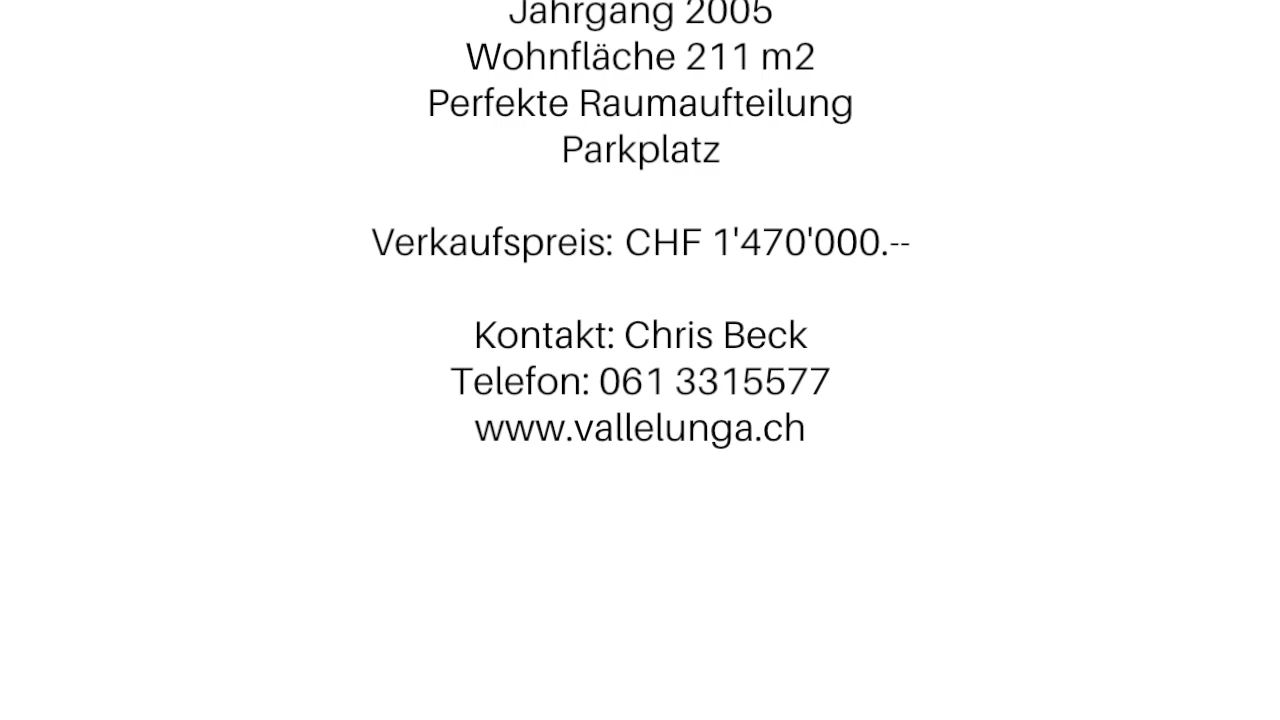 Jahrgang 2005
Wohnfläche 211 m2
Perfekte Raumaufteilung
Parkplatz
Verkaufspreis: CHF 1'470'000.--
Kontakt: Chris Beck
Telefon: 061 3315577
www.vallelunga.ch